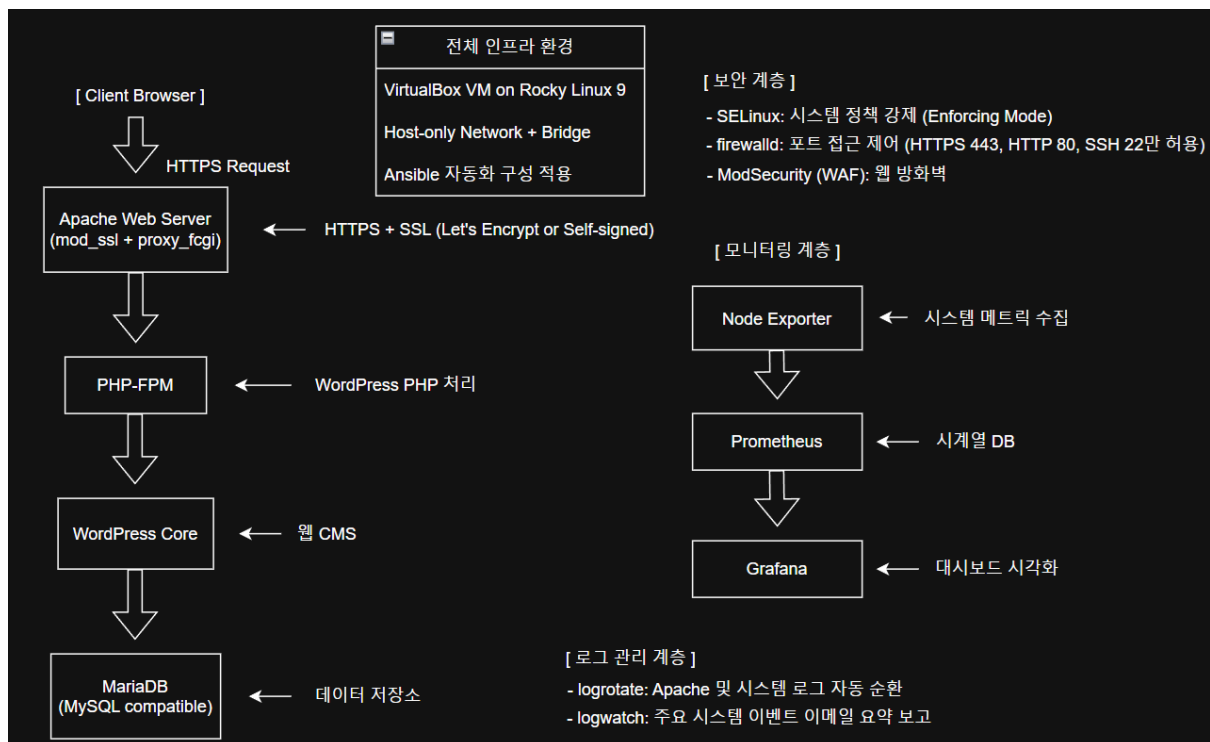 전체 인프라 환경
VirtualBox VM on Rocky Linux 9
Host-only Network + Bridge
Ansible 자동화 구성 적용
[ Client Browser ]
HTTPS Request
Apache Web Server
(mod_ssl + proxy_fcgi)
HTTPS + SSL (Let's Encrypt or Self-signed)
PHP-FPM
WordPress PHP 처리
WordPress Core
웹 CMS
MariaDB
(MySQL compatible)
데이터 저장소
[ 보안 계층 ]
- SELinux: 시스템 정책 강제 (Enforcing Mode)
- firewalld: 포트 접근 제어 (HTTPS 443, HTTP 80, SSH 22만 허용)
- ModSecurity (WAF): 웹 방화벽
[ 모니터링 계층 ]
Node Exporter
시스템 메트릭 수집
Prometheus
시계열 DB
Grafana
대시보드 시각화
[ 로그 관리 계층 ]
- logrotate: Apache 및 시스템 로그 자동 순환
- logwatch: 주요 시스템 이벤트 이메일 요약 보고